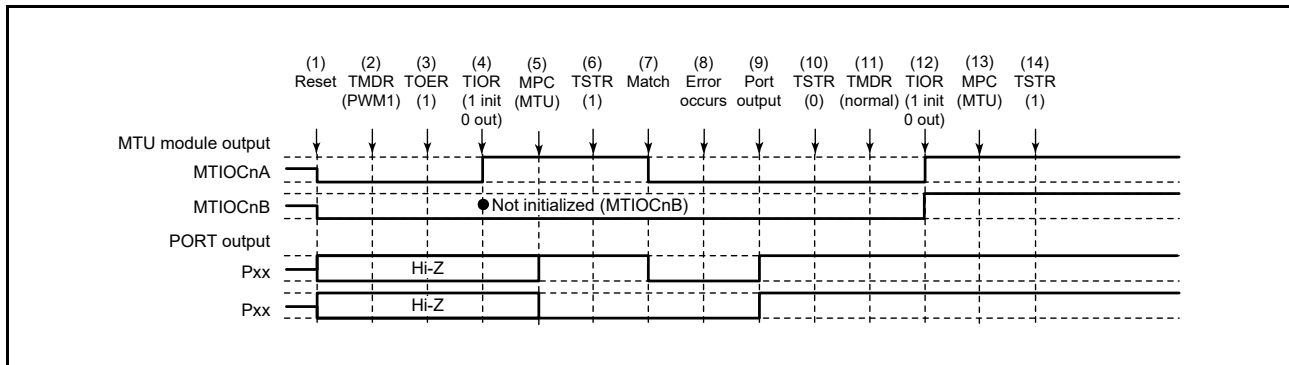 (1) (2) (3) (4) (5) (6) (7) (8) (9) (10) (11) (12) (13) (14)
Reset TMDR TOER TIOR MPC TSTR Match Error Port TSTR TMDR TIOR MPC TSTR
(PWM1) (1) (1 init (MTU) (1) occurs output (0) (normal) (1 init (MTU) (1)
0 out) 0 out)
MTU module output
MTIOCnA
MTIOCnB ●Not initialized (MTIOCnB)
PORT output
Pxx Hi-Z
Pxx Hi-Z